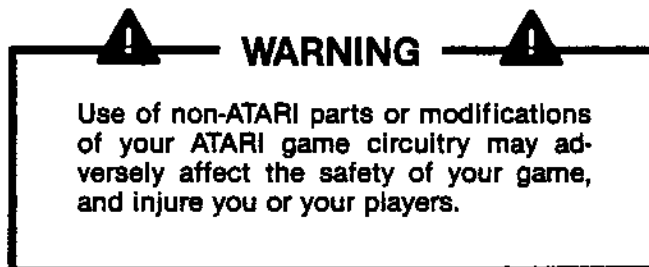 WARNING
Use of non-ATARI parts or modifications
of your ATARI game circuitry may ad-
versely affect the safety of your game,
and injure you or your players.